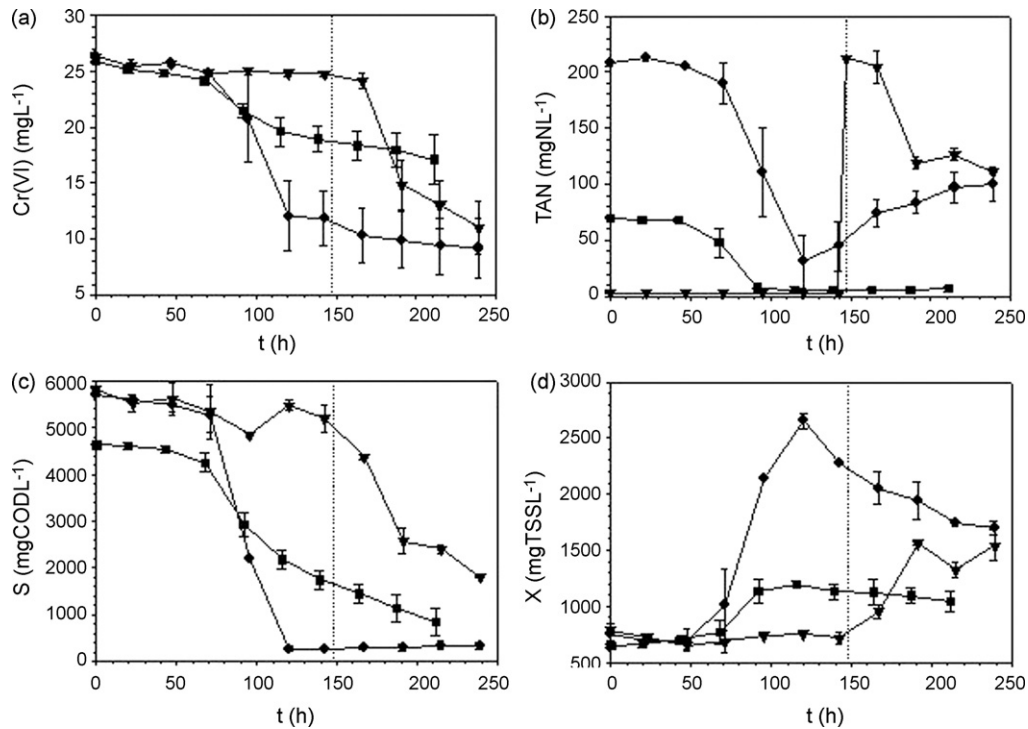 (a)
30
25
20
15
10
5
Cr(VI) (mgL-1)
0 50 100 150 200 250
t (h)
(b)
250
200
150
100
50
0
TAN (mgNL-1)
0 50 100 150 200 250
t (h)
(c)
6000
5000
4000
3000
2000
1000
0
S (mgCODL-1)
0 50 100 150 200 250
t (h)
(d)
3000
2500
2000
1500
1000
500
X (mgTSSL-1)
0 50 100 150 200 250
t (h)